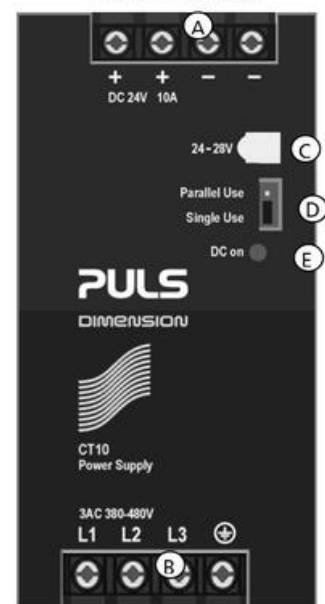 A
+ + − −
DC 24V 10A
24-28V
C
Parallel Use
Single Use
D
DC on
E
PULS
DIMENSION
CT10
Power Supply
3AC 380-480V
L1 L2 L3
B